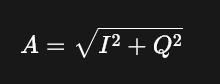 A = √(I² + Q²)